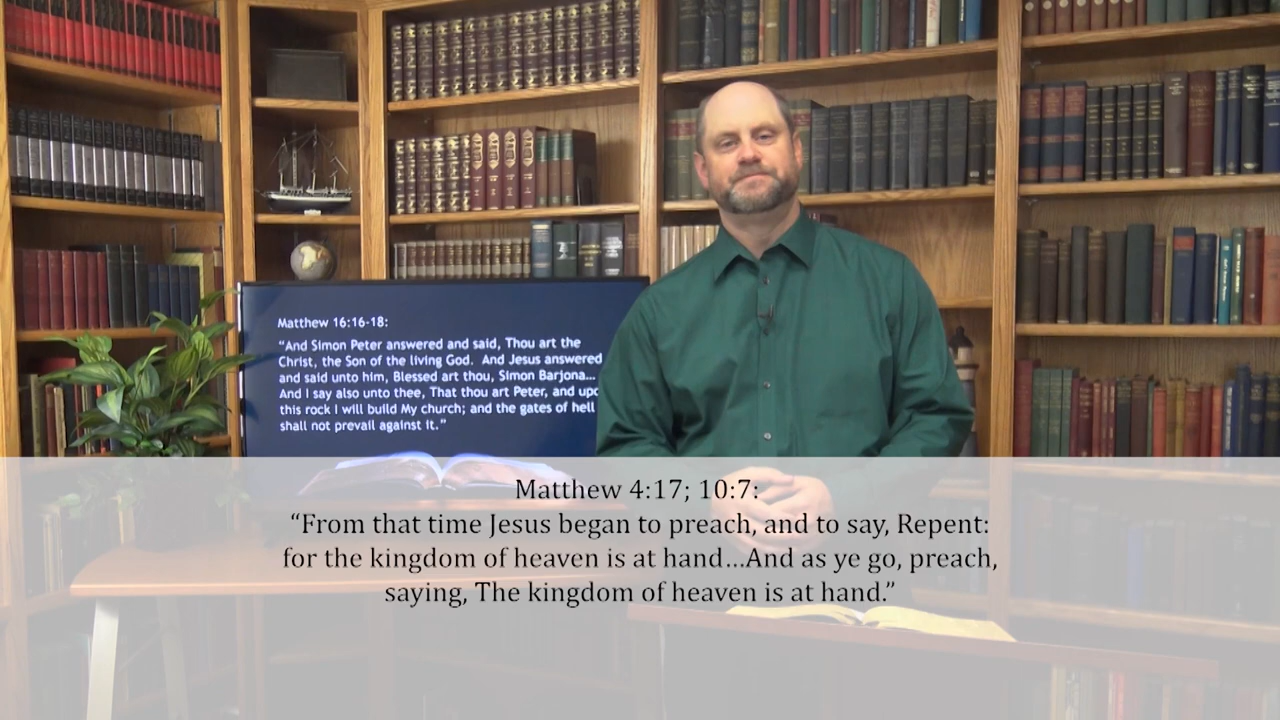 Matthew 16:16-18:
“And Simon Peter answered and said, Thou art the
Christ, the Son of the living God. And Jesus answered
and said unto him, Blessed art thou, Simon Barjona...
And I say also unto thee, That thou art Peter, and
this rock I will build My church; and the gates of hell
shall not prevail against it.”
Matthew 4:17; 10:7:
“From that time Jesus began to preach, and to say, Repent:
for the kingdom of heaven is at hand...And as ye go, preach,
saying, The kingdom of heaven is at hand.”